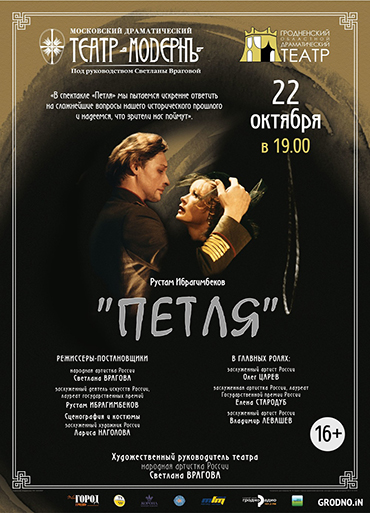 МОСКОВСКИЙ ДРАМАТИЧЕСКИЙ
ТЕАТР «МОДЕРНЪ»
Под руководством Светланы Враговой
ГРОДНЕНСКИЙ
ОБЛАСТНОЙ
ДРАМАТИЧЕСКИЙ
ТЕАТР
«В спектакле «Петля» мы пытаемся искренне ответить
на сложнейшие вопросы нашего исторического прошлого
и надеемся, что зрители нас поймут».
22
октября
в 19.00
Рустам Ибрагимбеков
"ПЕТЛЯ"
РЕЖИССЕРЫ-ПОСТАНОВЩИКИ
народная артистка России
Светлана ВРАГОВА
заслуженный деятель искусств России,
лауреат государственных премий
Рустам ИБРАГИМБЕКОВ
Сценография и костюмы
заслуженный художник России
Лариса НАГОЛОВА
В ГЛАВНЫХ РОЛЯХ:
заслуженный артист России
Олег ЦАРЕВ
заслуженная артистка России, лауреат
Государственной премии России
Елена СТАРОДУБ
заслуженный артист России
Владимир ЛЕВАШЕВ
16+
Художественный руководитель театра
народная артистка России
Светлана ВРАГОВА
ГОРОД
GRODNO.iN